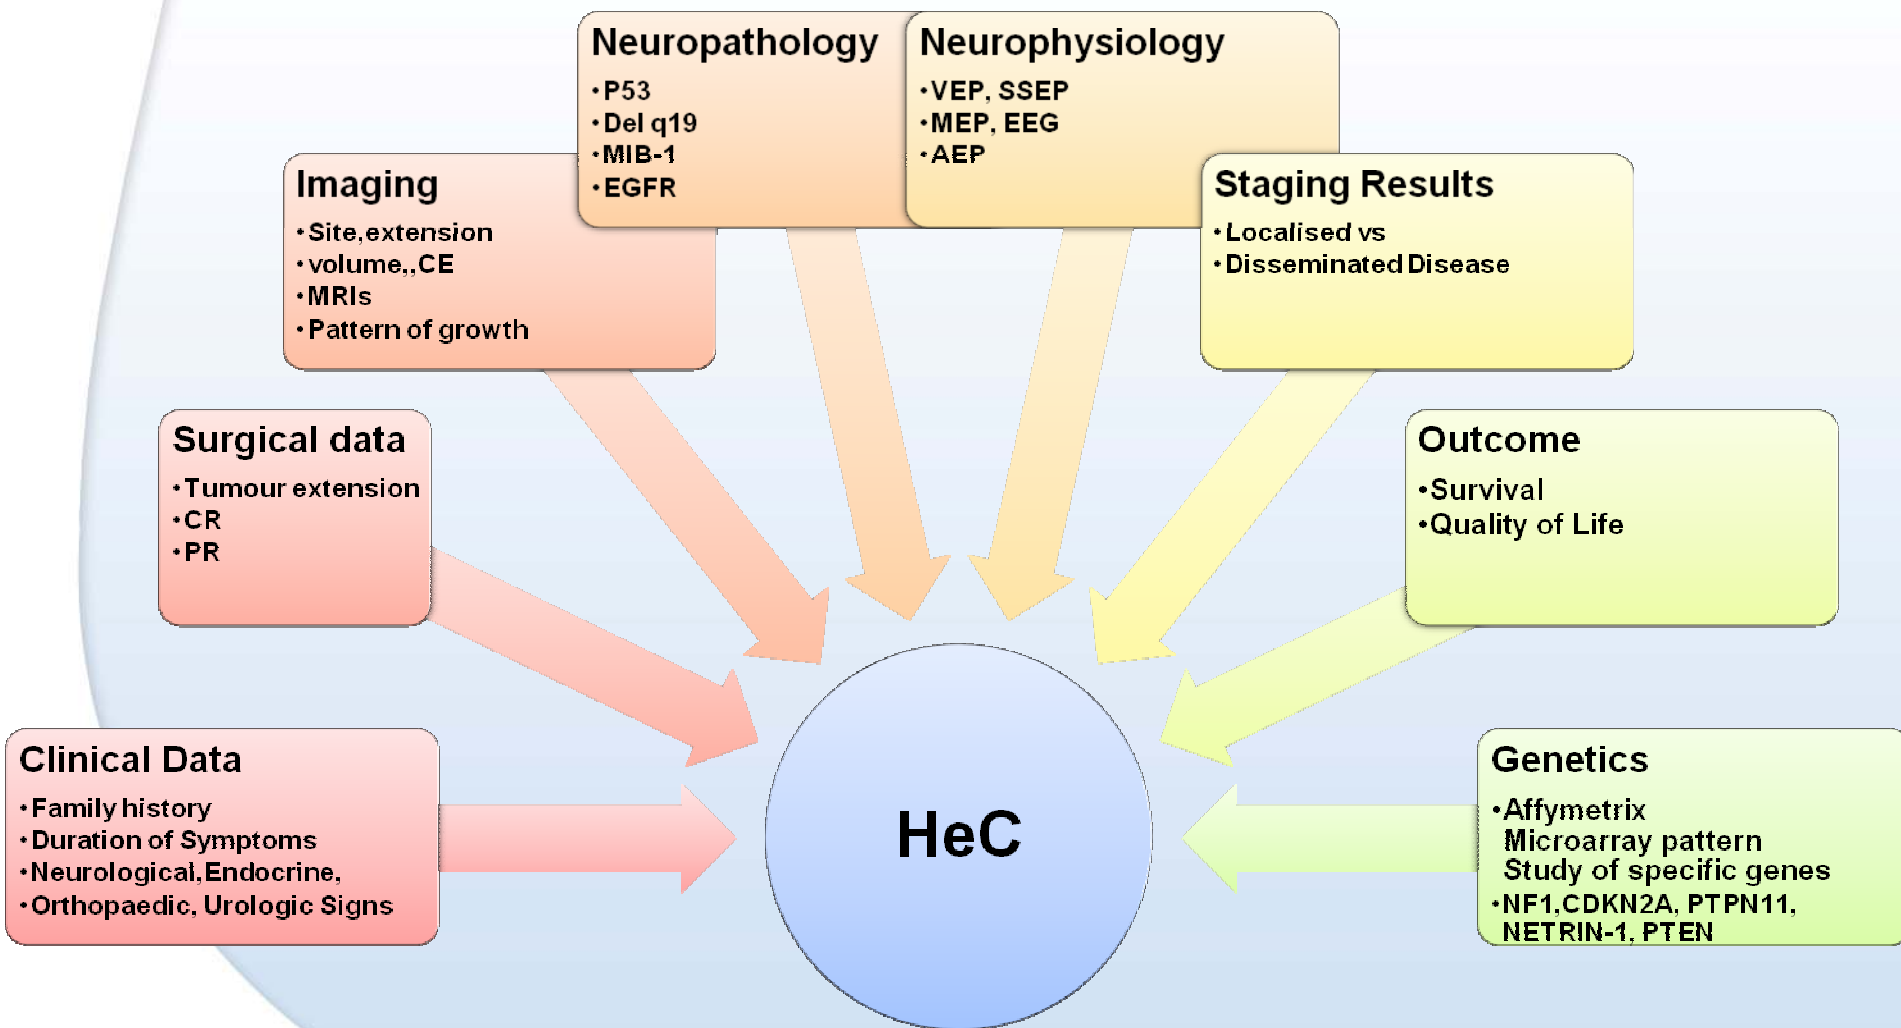 Neuropathology
•P53
•Del q19
•MIB-1
•EGFR
Neurophysiology
•VEP, SSEP
•MEP, EEG
•AEP
Imaging
•Site,extension
•volume,,CE
•MRIs
•Pattern of growth
Staging Results
•Localised vs
•Disseminated Disease
Surgical data
•Tumour extension
•CR
•PR
Outcome
•Survival
•Quality of Life
Clinical Data
•Family history
•Duration of Symptoms
•Neurological,Endocrine,
•Orthopaedic, Urologic Signs
HeC
Genetics
•Affymetrix
Microarray pattern
Study of specific genes
•NF1,CDKN2A, PTPN11,
NETRIN-1, PTEN